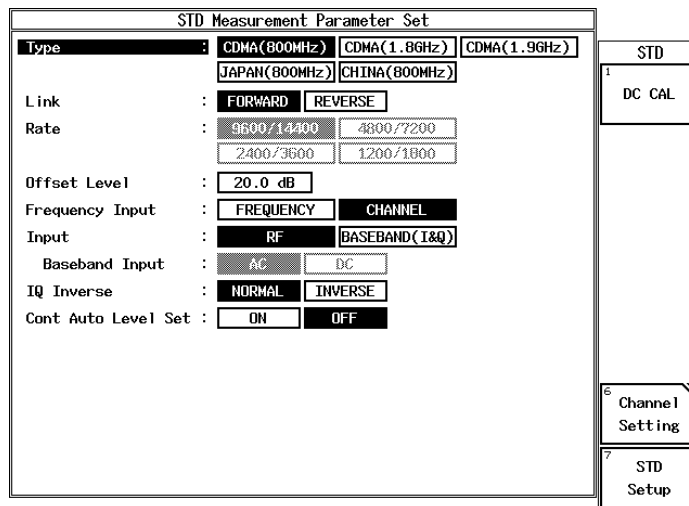 STD Measurement Parameter Set
Type : CDMA(800MHz) CDMA(1.8GHz) CDMA(1.9GHz)
JAPAN(800MHz) CHINA(800MHz)
Link : FORWARD REVERSE
Rate : 9600/14400 4800/7200
2400/3600 1200/1800
Offset Level : 20.0 dB
Frequency Input : FREQUENCY CHANNEL
Input : RF BASEBAND(I&Q)
Baseband Input : AC DC
IQ Inverse : NORMAL INVERSE
Cont Auto Level Set : ON OFF
STD
1
DC CAL
6
Channel
Setting
7
STD
Setup